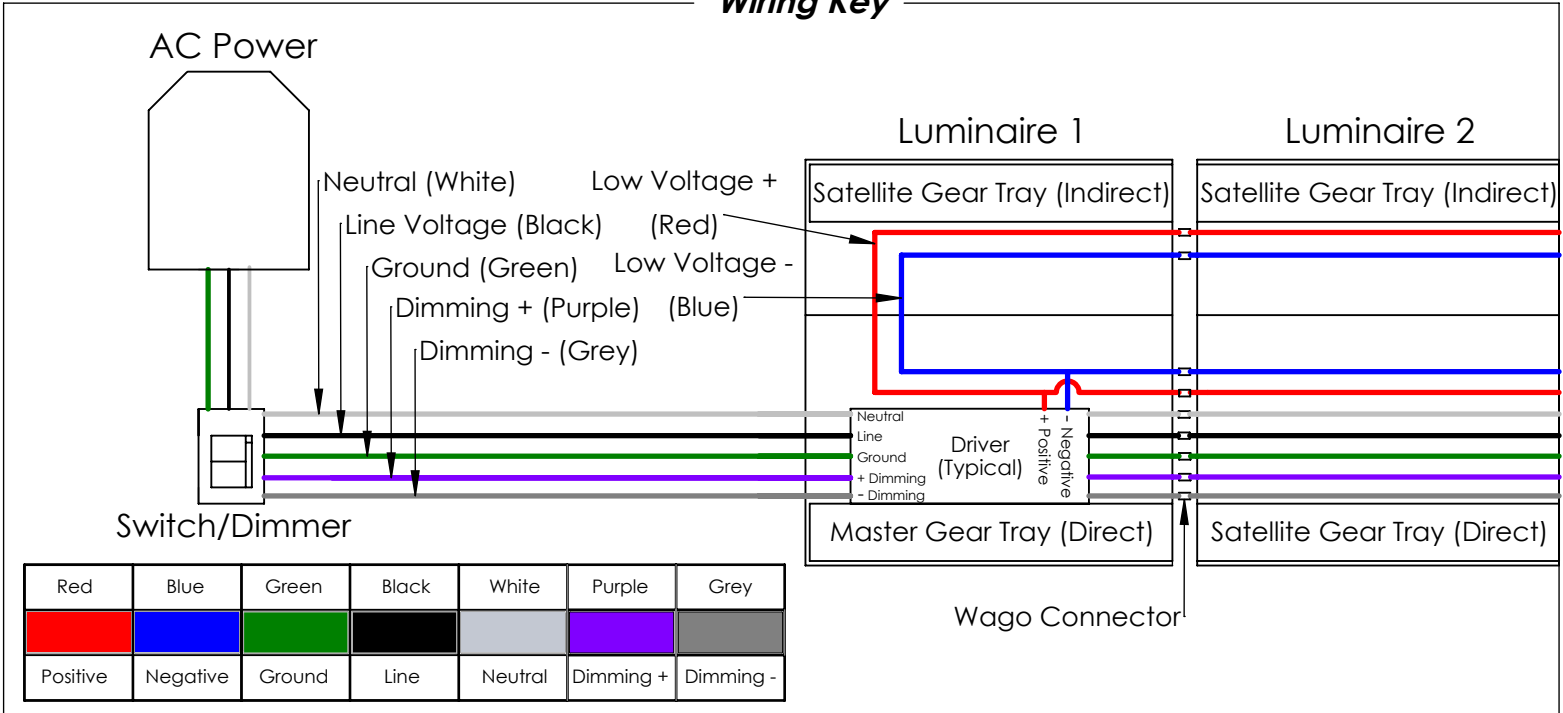 Wiring Key
AC Power
Luminaire 1
Luminaire 2
Neutral (White)
Low Voltage +
(Red)
Line Voltage (Black)
Ground (Green)
Low Voltage -
(Blue)
Dimming + (Purple)
Dimming - (Grey)
Satellite Gear Tray (Indirect)
Satellite Gear Tray (Indirect)
Neutral
Line
Ground
+ Dimming
- Dimming
Driver
(Typical)
+ Positive
- Negative
Switch/Dimmer
Master Gear Tray (Direct)
Satellite Gear Tray (Direct)
Wago Connector
Red Blue Green Black White Purple Grey
Positive Negative Ground Line Neutral Dimming + Dimming -